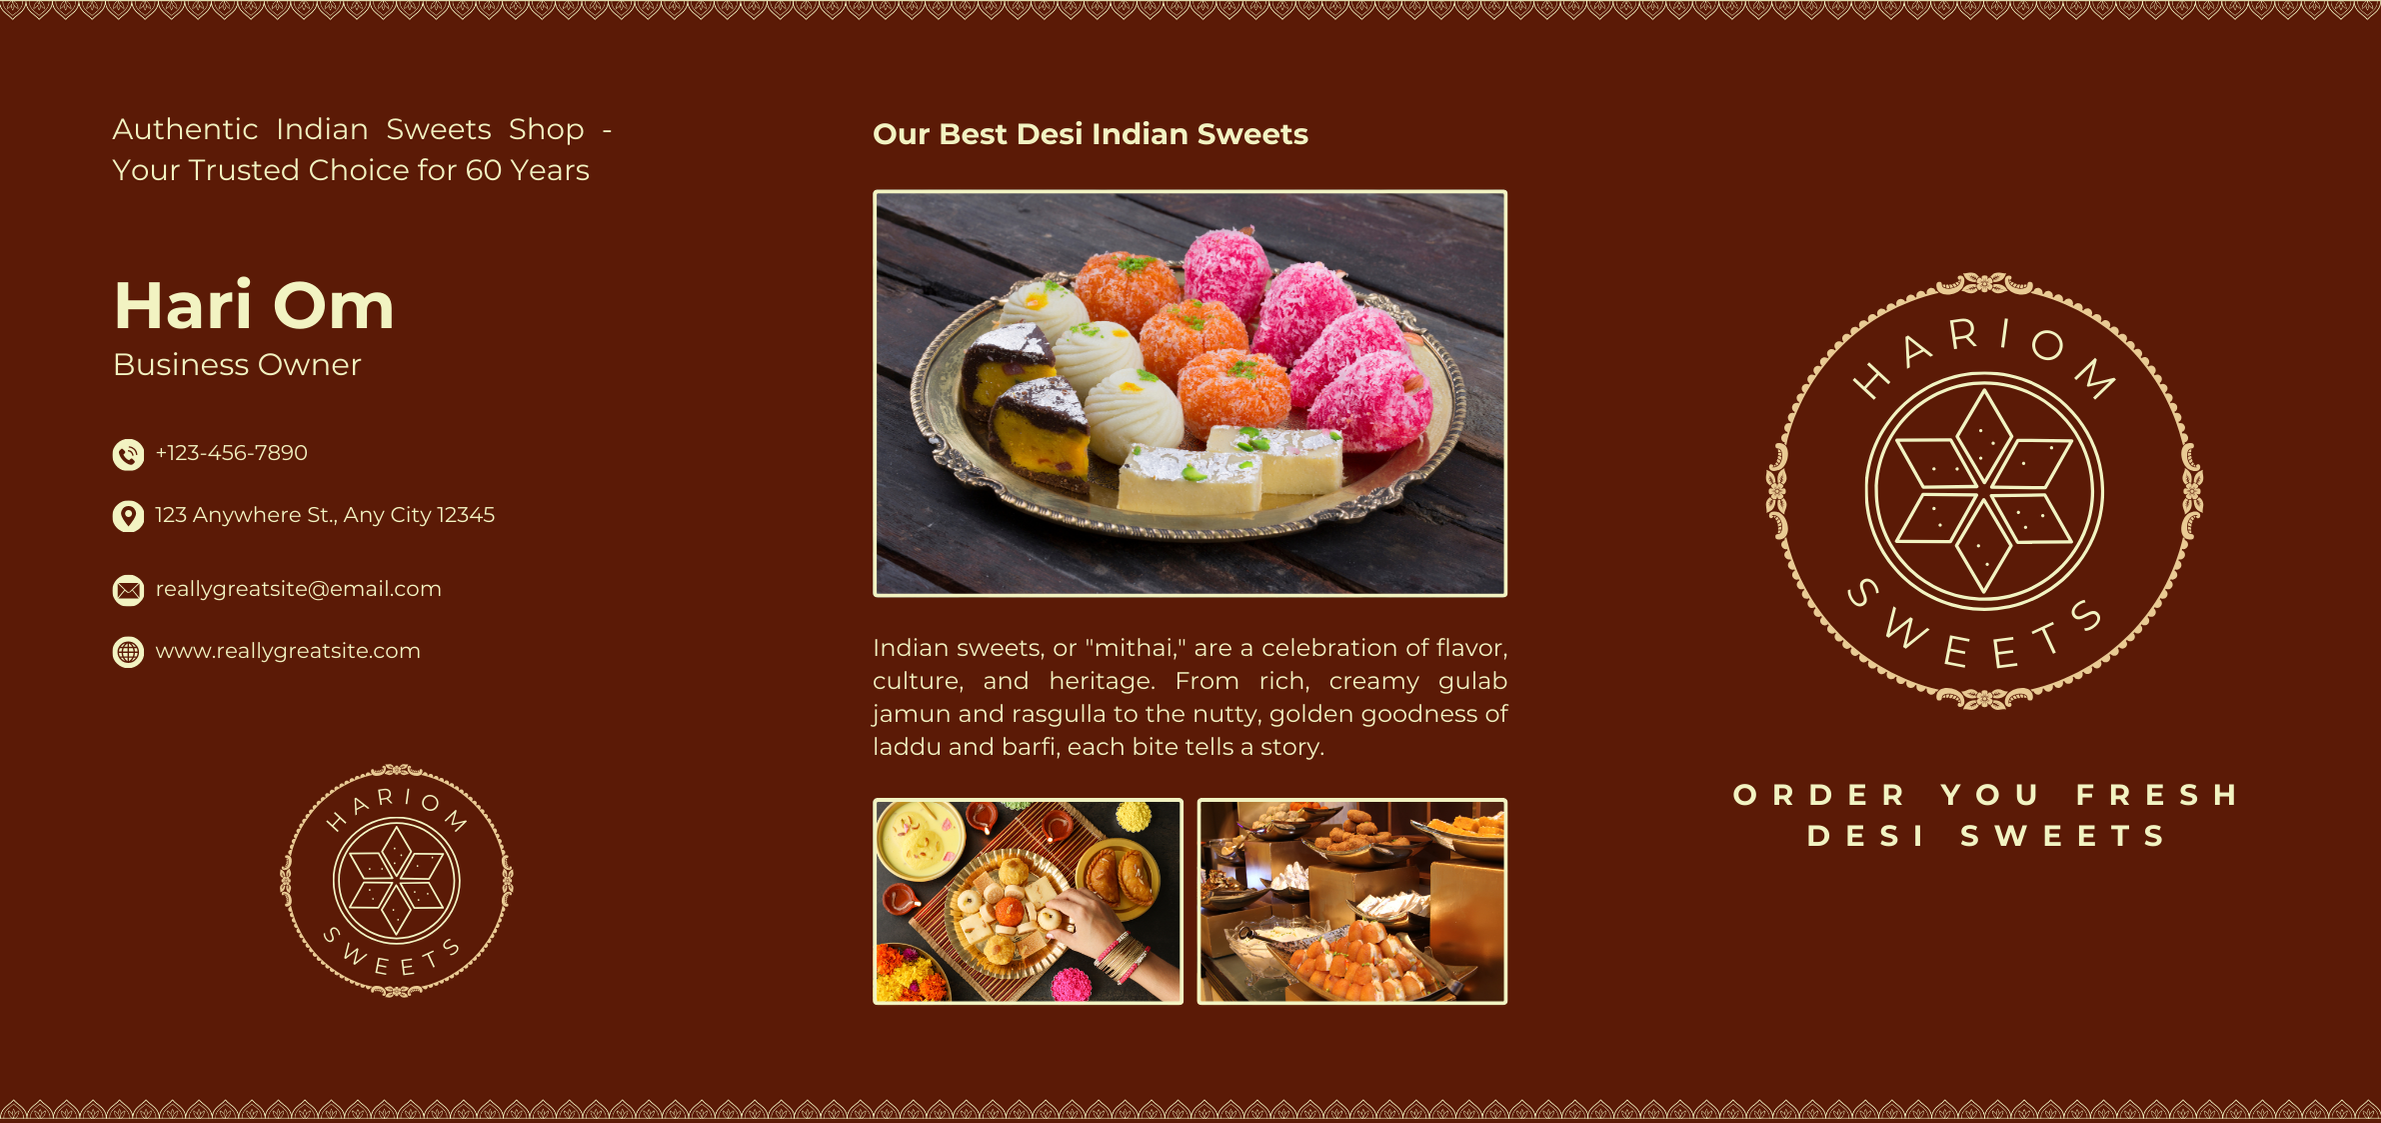 Authentic Indian Sweets Shop -
Your Trusted Choice for 60 Years
Hari Om
Business Owner
+123-456-7890
123 Anywhere St., Any City 12345
reallygreatsite@email.com
www.reallygreatsite.com
HARIOM
SWEETS
Our Best Desi Indian Sweets
Indian sweets, or "mithai," are a celebration of flavor,
culture, and heritage. From rich, creamy gulab
jamun and rasgulla to the nutty, golden goodness of
laddu and barfi, each bite tells a story.
HARIOM
SWEETS
ORDER YOU FRESH
DESI SWEETS